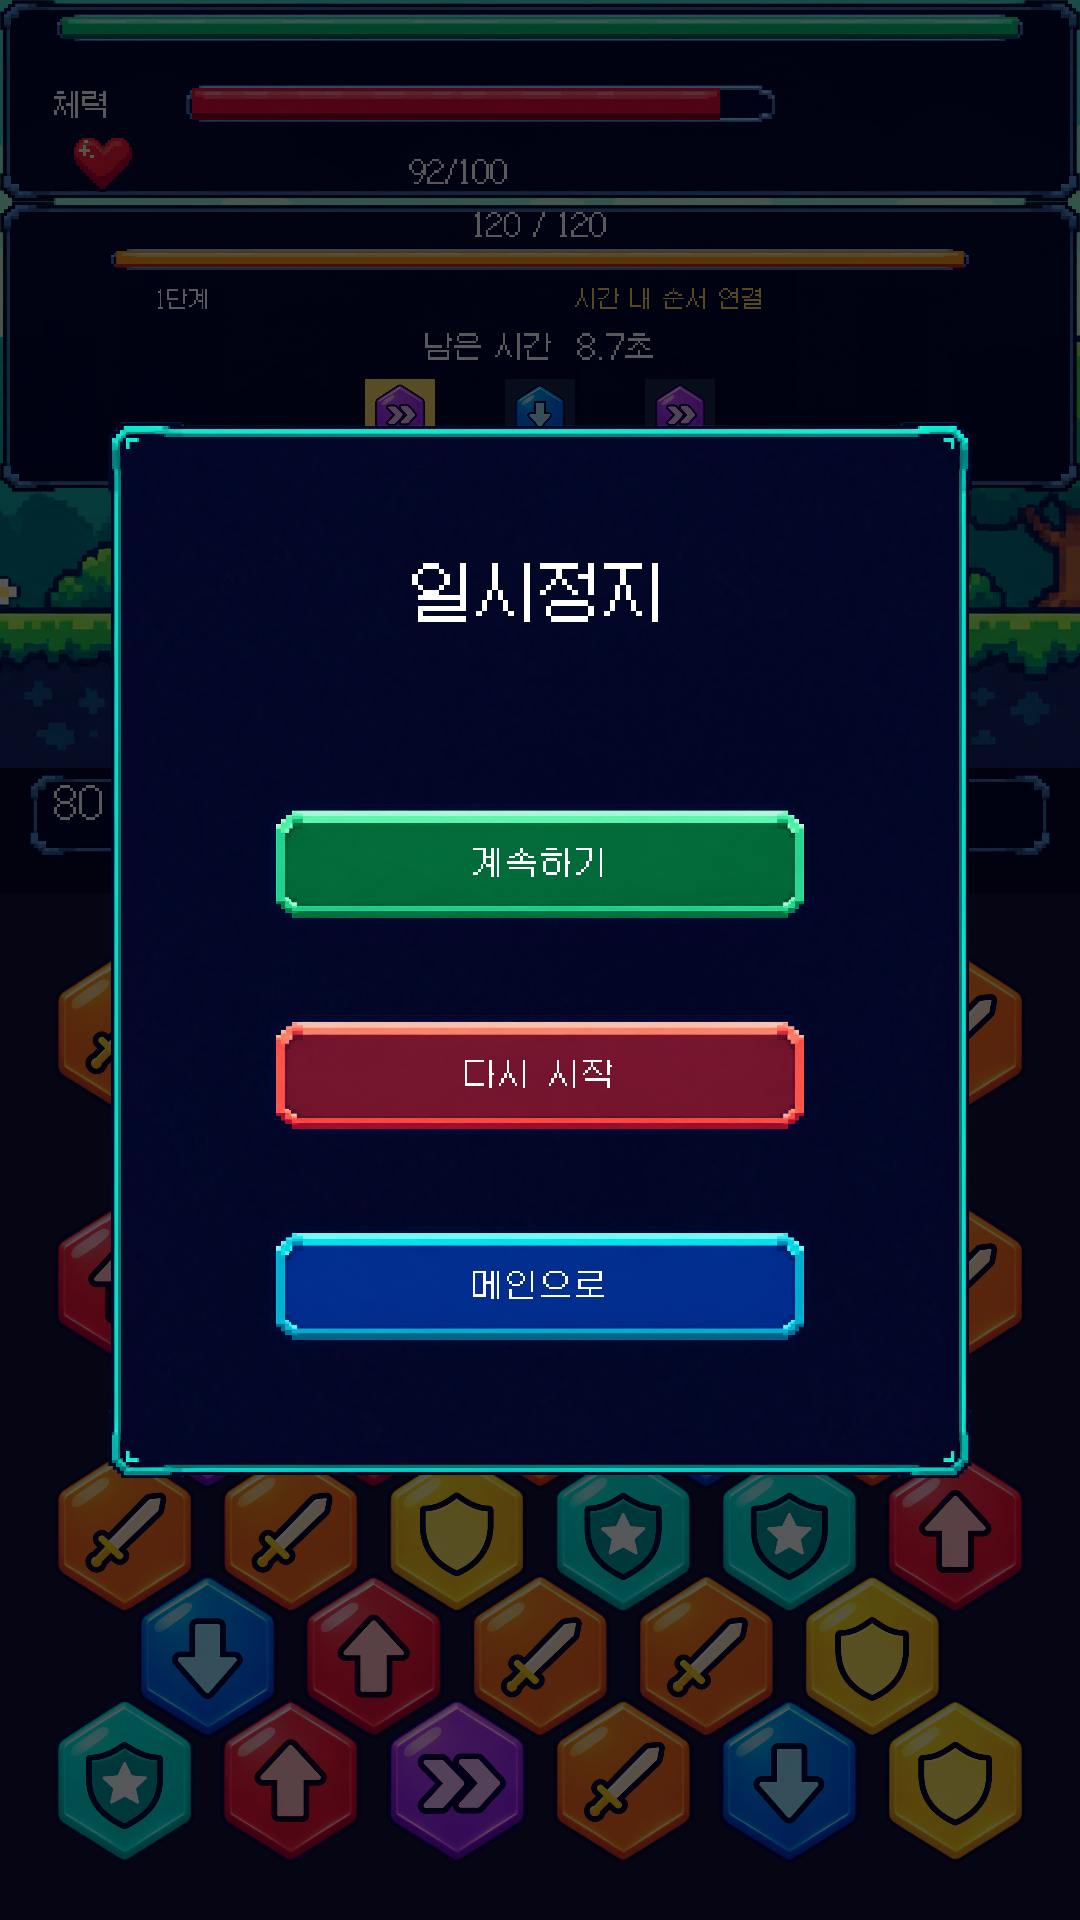 체력
92/100
120 / 120
1단계
시간 내 순서 연결
남은 시간 8.7초
일시정지
80
계속하기
다시 시작
메인으로